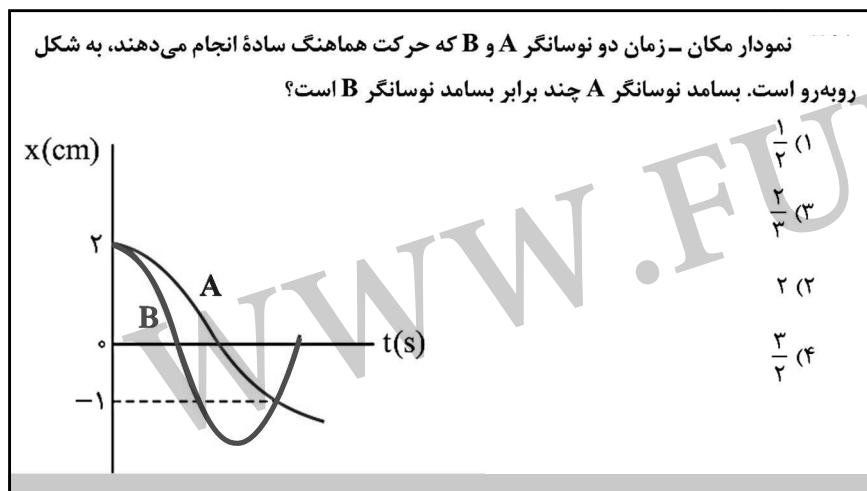 نمودار مکان ـ زمان دو نوسانگر A و B که حرکت هماهنگ سادهٔ انجام می‌دهند، به شکل
روبه‌رو است. بسامد نوسانگر A چند برابر بسامد نوسانگر B است؟
۱) ۱/۲
۳) ۲/۳
۲) ۲
۴) ۳/۲
x(cm)
۲
A
B
۰
t(s)
−۱
WWW.FU